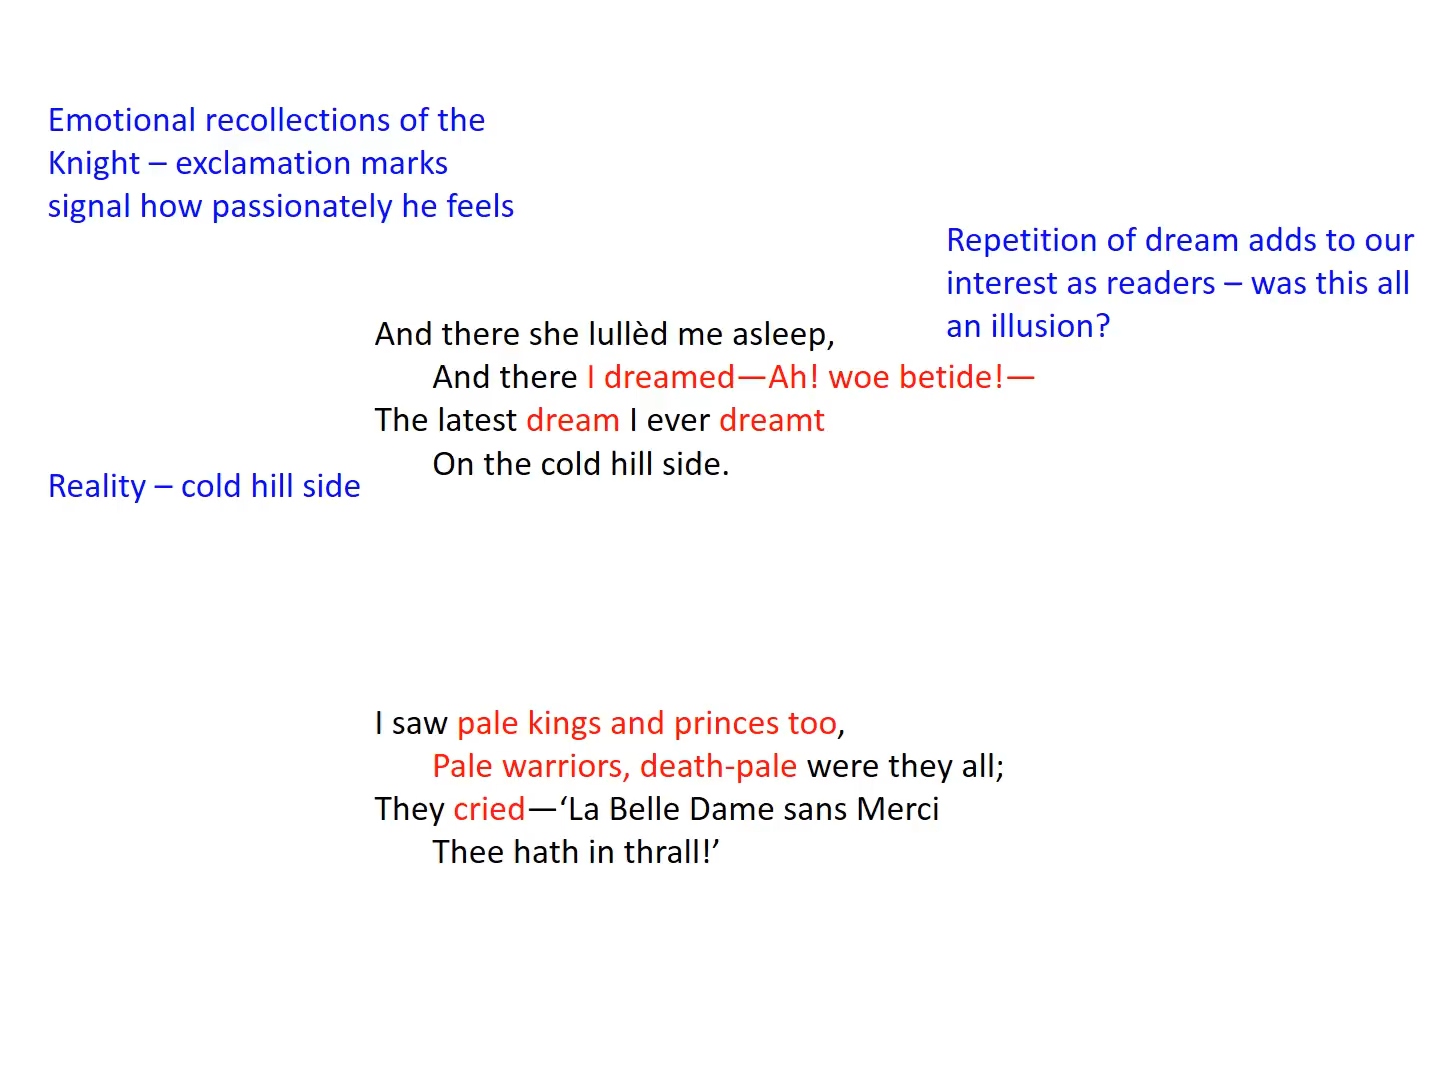 Emotional recollections of the
Knight – exclamation marks
signal how passionately he feels
Repetition of dream adds to our
interest as readers – was this all
an illusion?
And there she lullèd me asleep,
And there I dreamed—Ah! woe betide!—
The latest dream I ever dreamt
On the cold hill side.
Reality – cold hill side
I saw pale kings and princes too,
Pale warriors, death-pale were they all;
They cried—‘La Belle Dame sans Merci
Thee hath in thrall!’